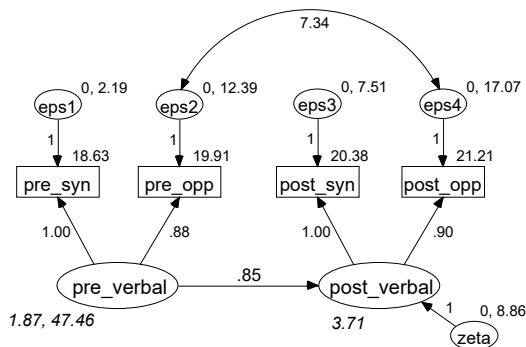 7.34
0, 2.19
0, 12.39
0, 7.51
0, 17.07
eps1
eps2
eps3
eps4
1
1
1
1
18.63
19.91
20.38
21.21
pre_syn
pre_opp
post_syn
post_opp
1.00
.88
1.00
.90
.85
pre_verbal
post_verbal
1.87, 47.46
3.71
1
0, 8.86
zeta